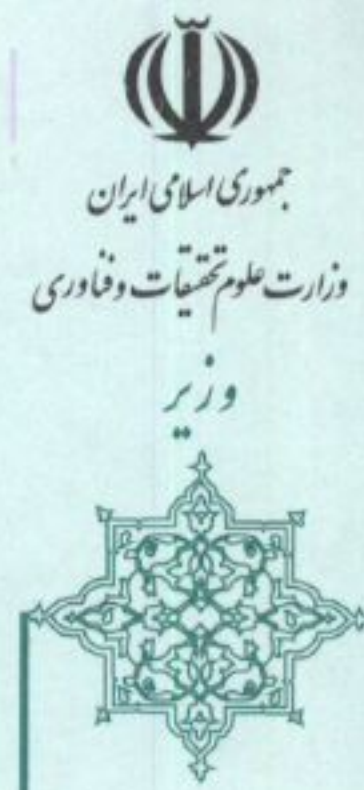 جمهوری اسلامی ایران
وزارت علوم تحقیقات و فناوری
وزیر